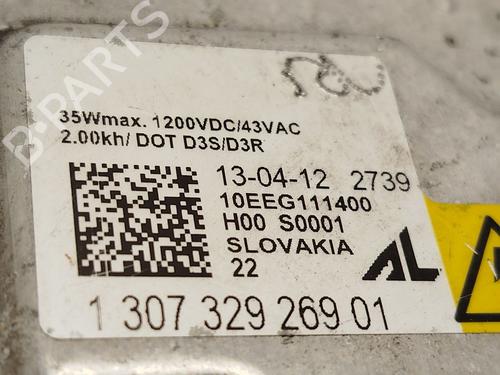 B-PARTS
35Wmax. 1200VDC/43VAC
2.00kh/ DOT D3S/D3R
13-04-12 2739
10EEG111400
H00 S0001
SLOVAKIA
22
AL
1 307 329 269 01